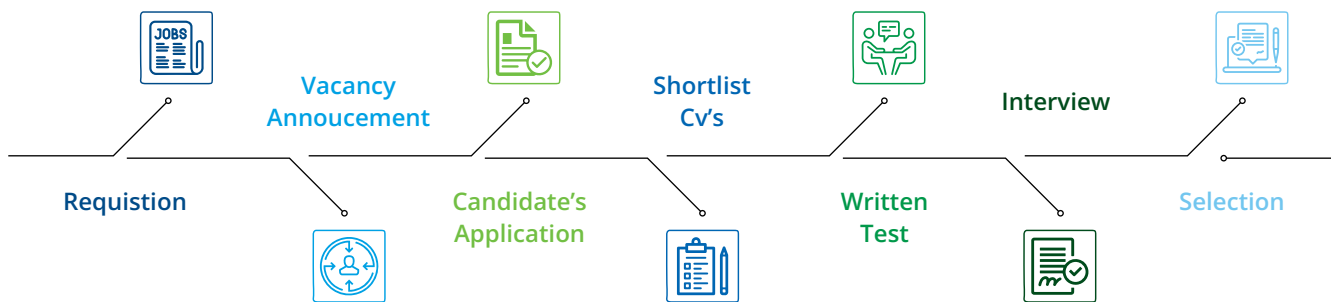 JOBS
Requistion
Vacancy
Annoucement
Candidate's
Application
Shortlist
Cv's
Written
Test
Interview
Selection